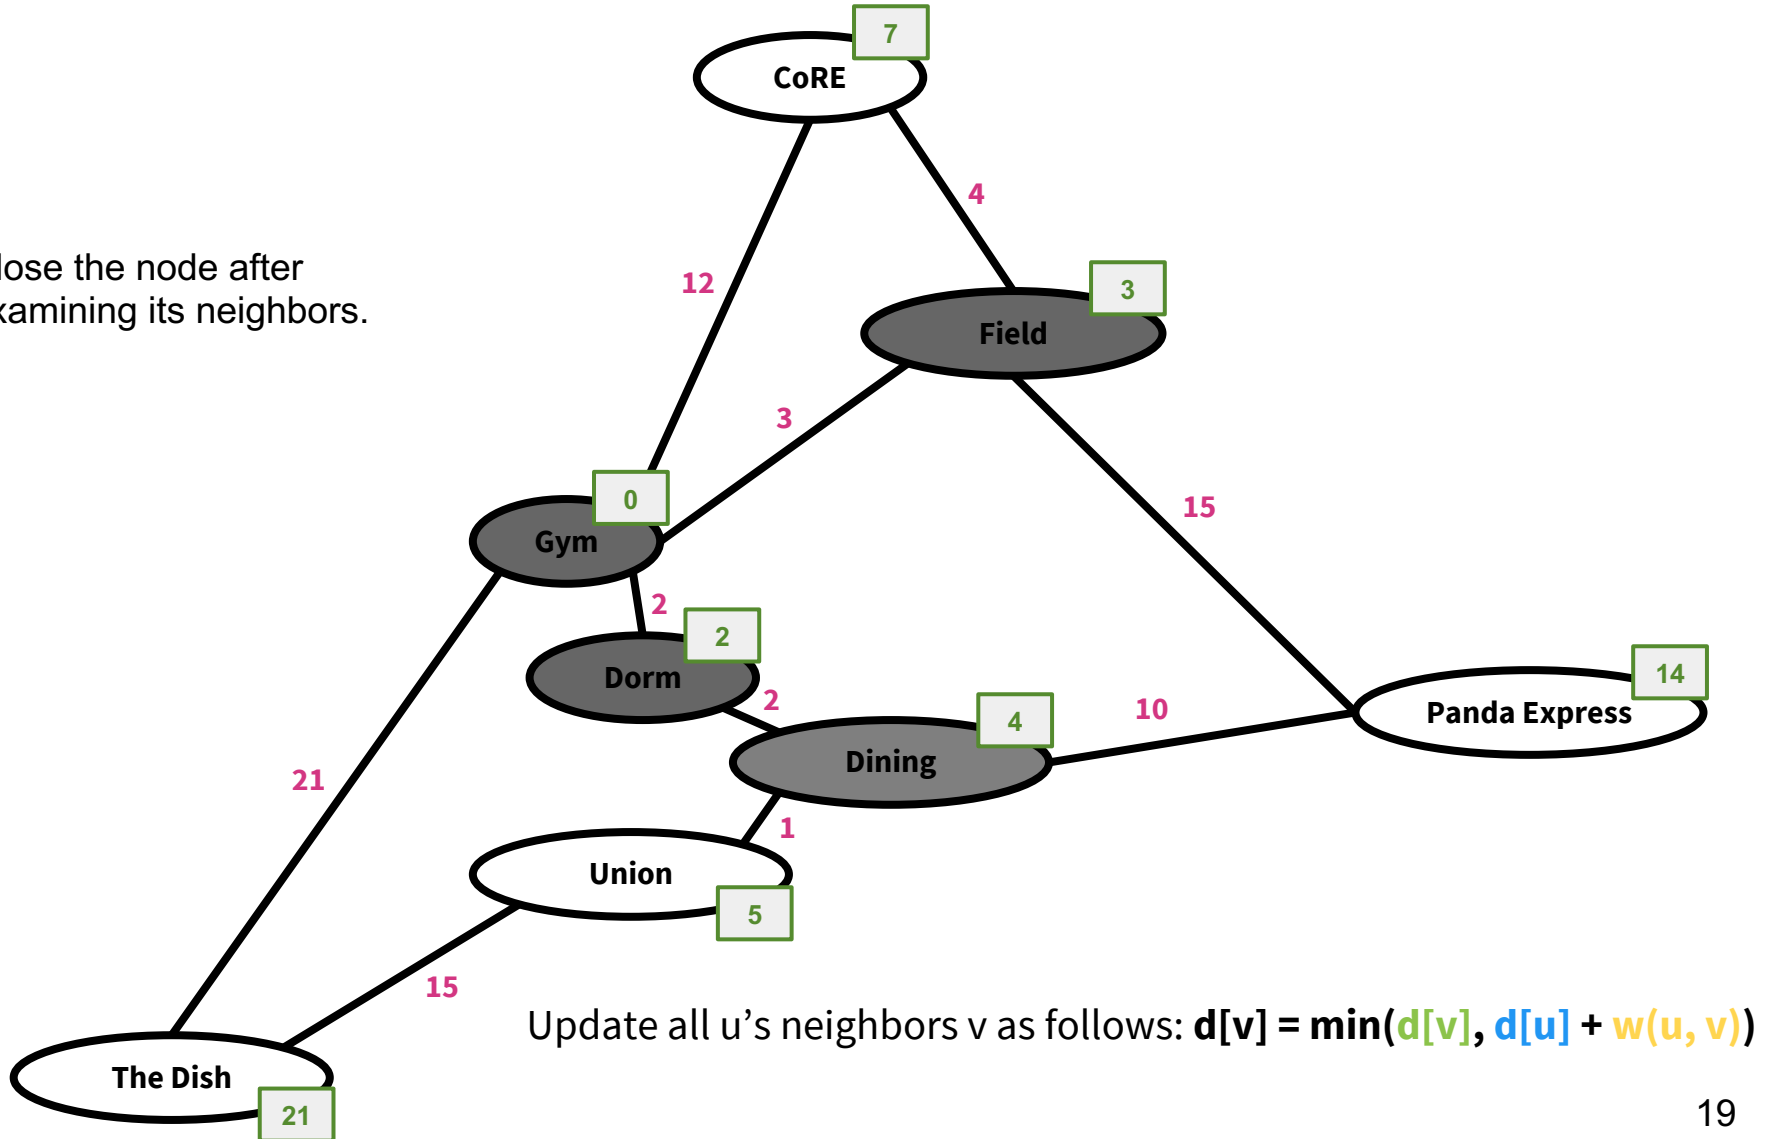 7
CoRE
4
lose the node after
12
3
xamining its neighbors.
Field
3
0
15
Gym
2
2
14
Dorm
2
4
10
Panda Express
Dining
21
1
Union
5
15
Update all u's neighbors v as follows: d[v] = min(d[v], d[u] + w(u, v))
The Dish
21
19